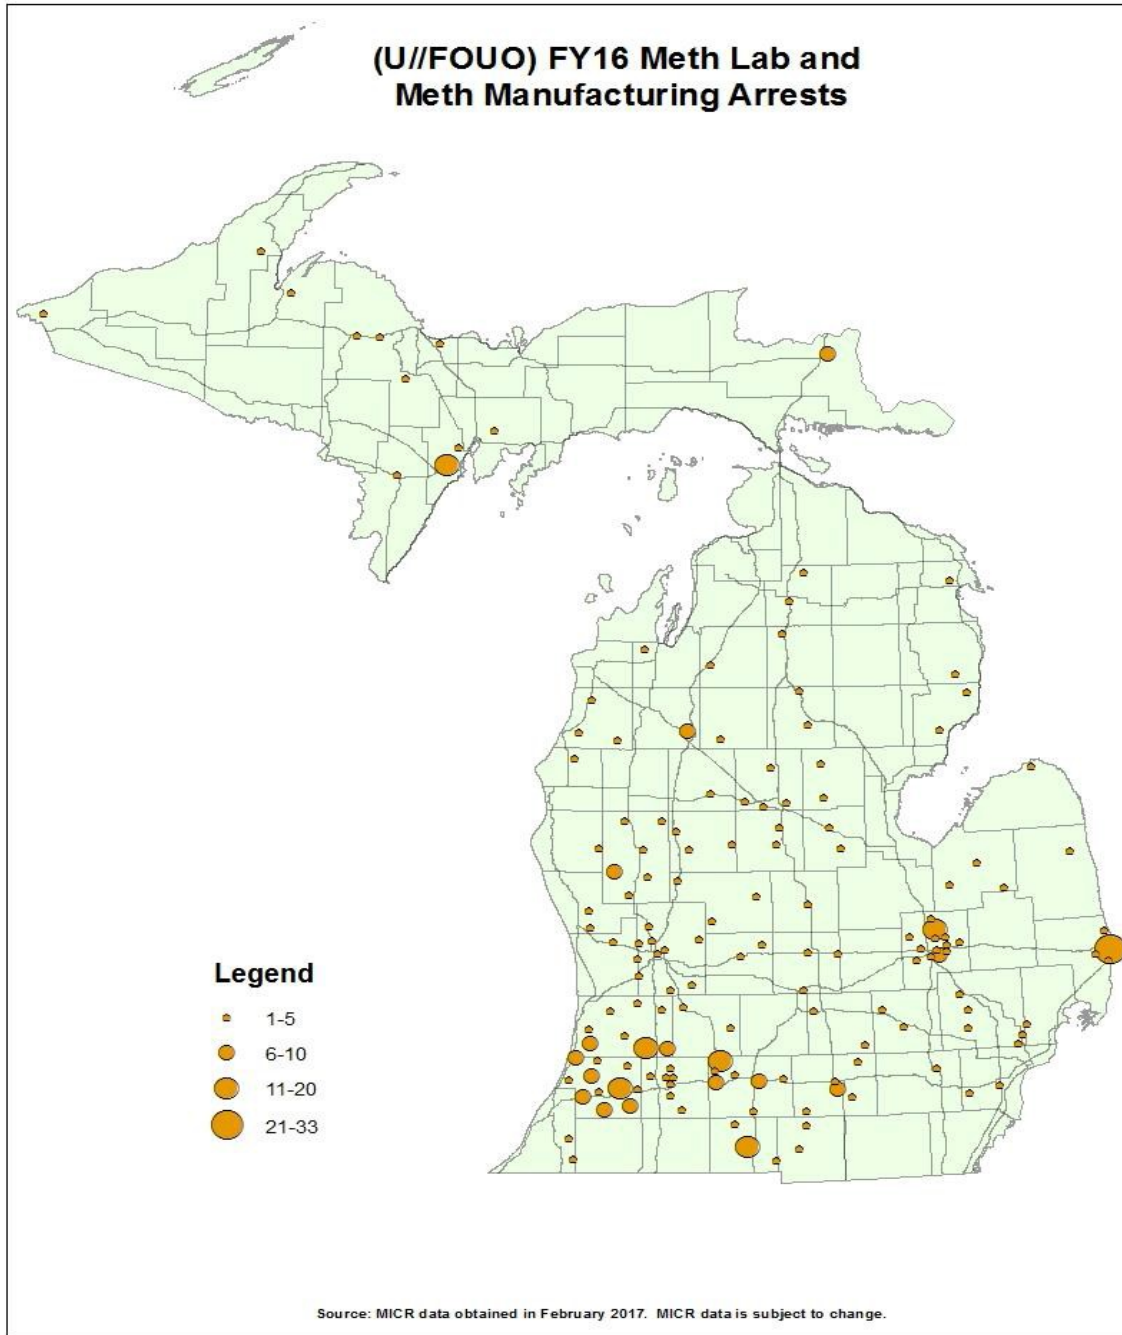 (U//FOUO) FY16 Meth Lab and
Meth Manufacturing Arrests
Legend
1-5
6-10
11-20
21-33
Source: MICR data obtained in February 2017. MICR data is subject to change.